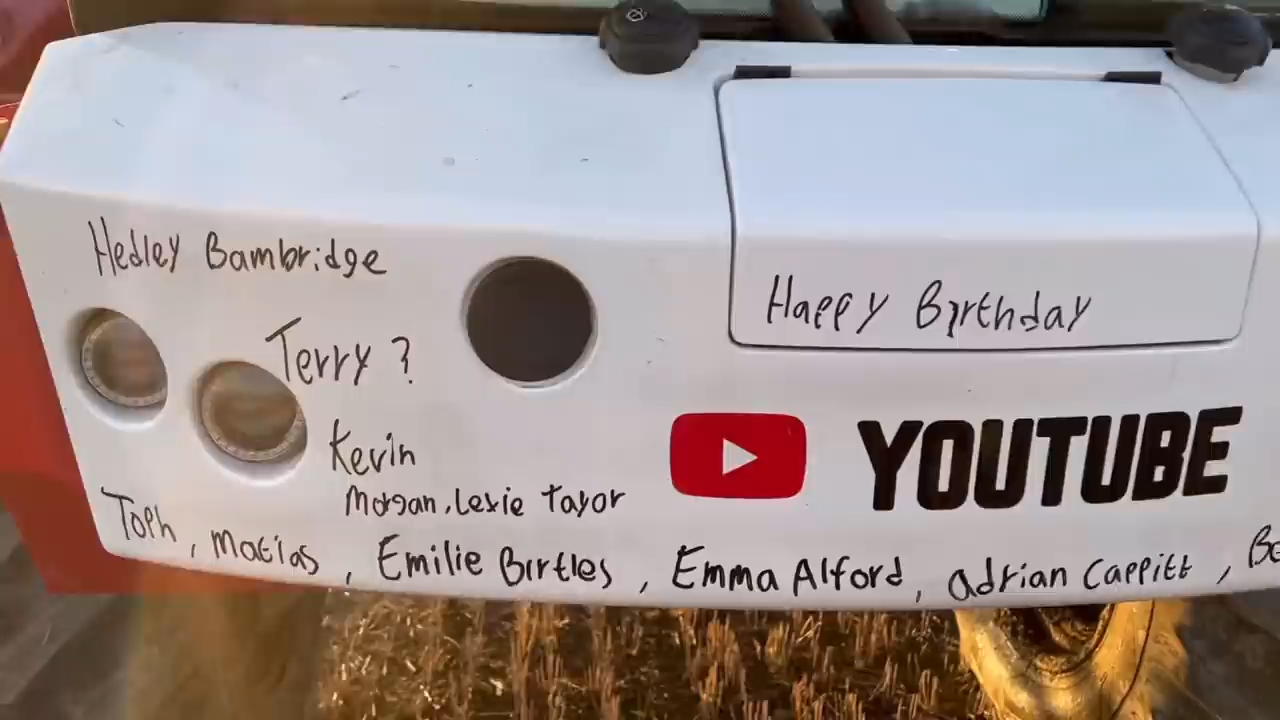 Hedley Bambridge
Terry ?
Happy Birthday
Kevin
YOUTUBE
Morgan, Lexie Tayor
Toph, Matias, Emilie Birtles, Emma Alford, adrian Cappitt,